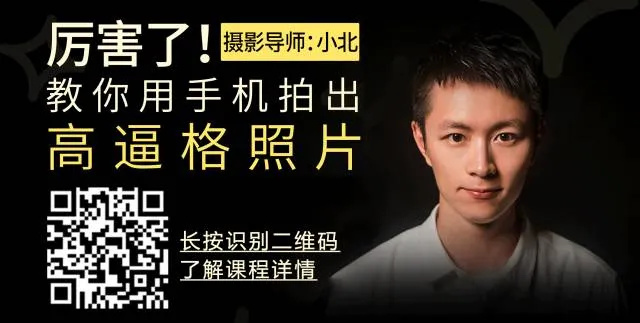 厉害了！
摄影导师：小北
教你用手机拍出
高逼格照片
长按识别二维码
了解课程详情